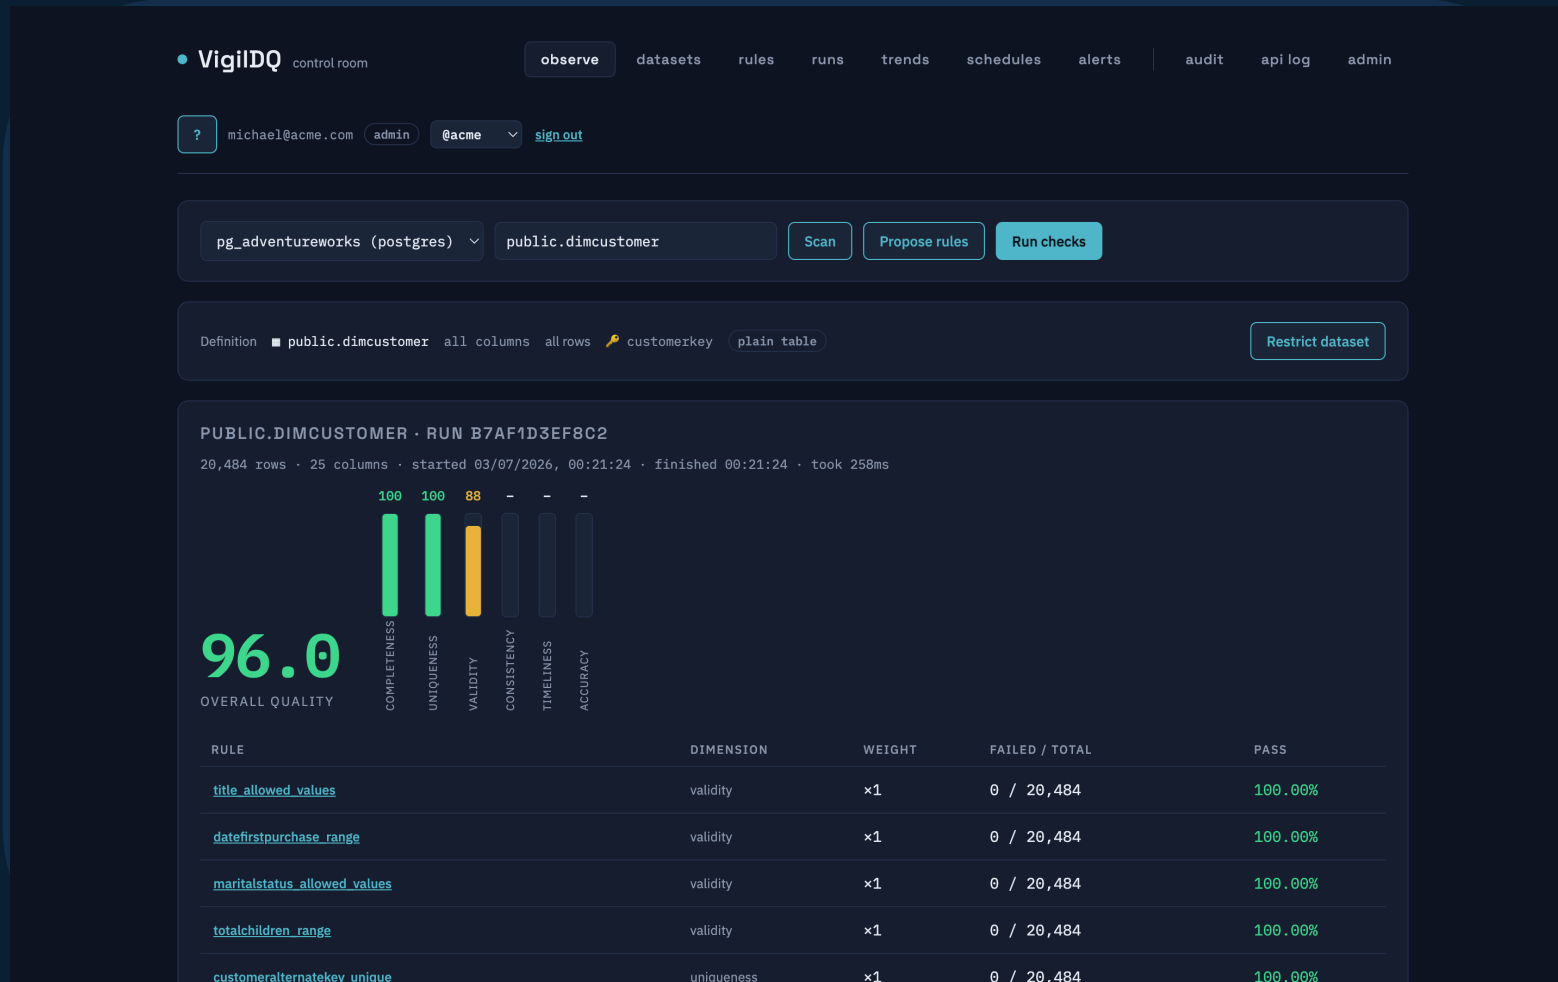 VigilDQ control room observe datasets rules runs trends schedules alerts audit api log admin
? michael@acme.com admin @acme sign out
pg_adventureworks (postgres) public.dimcustomer Scan Propose rules Run checks
Definition public.dimcustomer all columns all rows customerkey plain table Restrict dataset
PUBLIC.DIMCUSTOMER · RUN B7AF1D3EF8C2
20,484 rows · 25 columns · started 03/07/2026, 00:21:24 · finished 00:21:24 · took 258ms
100 100 88 – – –
96.0
OVERALL QUALITY
COMPLETENESS
UNIQUENESS
VALIDITY
CONSISTENCY
TIMELINESS
ACCURACY
RULE DIMENSION WEIGHT FAILED / TOTAL PASS
title_allowed_values validity ×1 0 / 20,484 100.00%
datefirstpurchase_range validity ×1 0 / 20,484 100.00%
maritalstatus_allowed_values validity ×1 0 / 20,484 100.00%
totalchildren_range validity ×1 0 / 20,484 100.00%
customeralternatekey_unique uniqueness ×1 0 / 20,484 100.00%